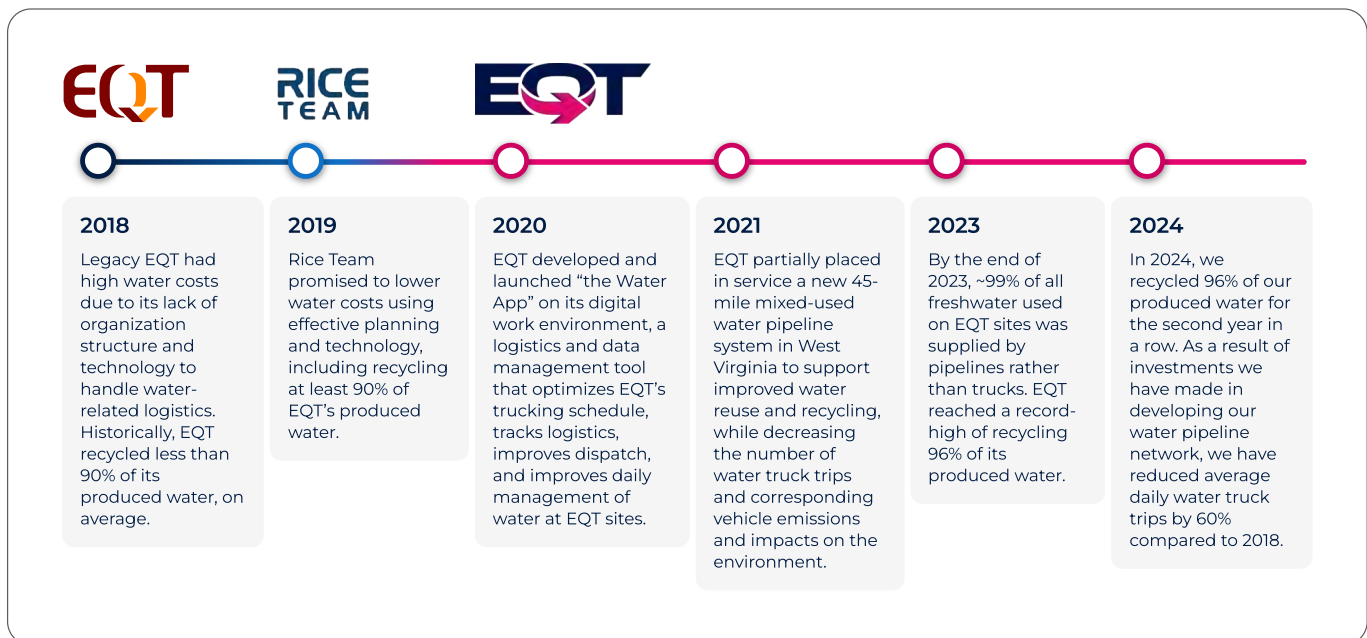 EQT
RICE
TEAM
EQT
2018
Legacy EQT had
high water costs
due to its lack of
organization
structure and
technology to
handle water-
related logistics.
Historically, EQT
recycled less than
90% of its
produced water, on
average.
2019
Rice Team
promised to lower
water costs using
effective planning
and technology,
including recycling
at least 90% of
EQT’s produced
water.
2020
EQT developed and
launched “the Water
App” on its digital
work environment, a
logistics and data
management tool
that optimizes EQT’s
trucking schedule,
tracks logistics,
improves dispatch,
and improves daily
management of
water at EQT sites.
2021
EQT partially placed
in service a new 45-
mile mixed-used
water pipeline
system in West
Virginia to support
improved water
reuse and recycling,
while decreasing
the number of
water truck trips
and corresponding
vehicle emissions
and impacts on the
environment.
2023
By the end of
2023, ~99% of all
freshwater used
on EQT sites was
supplied by
pipelines rather
than trucks. EQT
reached a record-
high of recycling
96% of its
produced water.
2024
In 2024, we
recycled 96% of our
produced water for
the second year in
a row. As a result of
investments we
have made in
developing our
water pipeline
network, we have
reduced average
daily water truck
trips by 60%
compared to 2018.